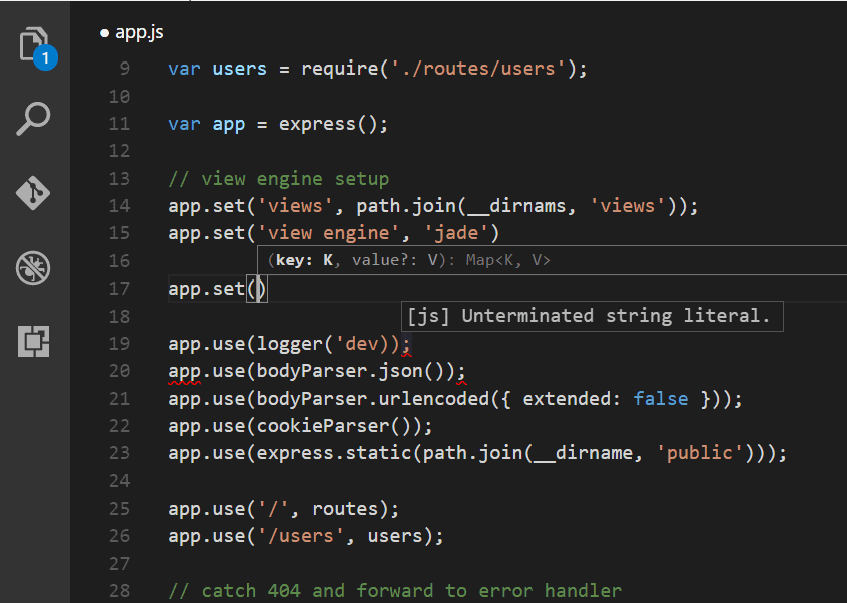 1
● app.js
9 var users = require('./routes/users');
10
11 var app = express();
12
13 // view engine setup
14 app.set('views', path.join(__dirnams, 'views'));
15 app.set('view engine', 'jade')
16 (key: K, value?: V): Map<K, V>
17 app.set()
18 [js] Unterminated string literal.
19 app.use(logger('dev));
20 app.use(bodyParser.json());
21 app.use(bodyParser.urlencoded({ extended: false }));
22 app.use(cookieParser());
23 app.use(express.static(path.join(__dirname, 'public')));
24
25 app.use('/', routes);
26 app.use('/users', users);
27
28 // catch 404 and forward to error handler